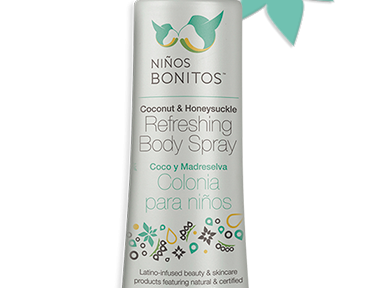 NIÑOS
BONITOS™
Coconut & Honeysuckle
Refreshing
Body Spray
Coco y Madreselva
Colonia
para niños
Latino-infused beauty & skincare
products featuring natural & certified